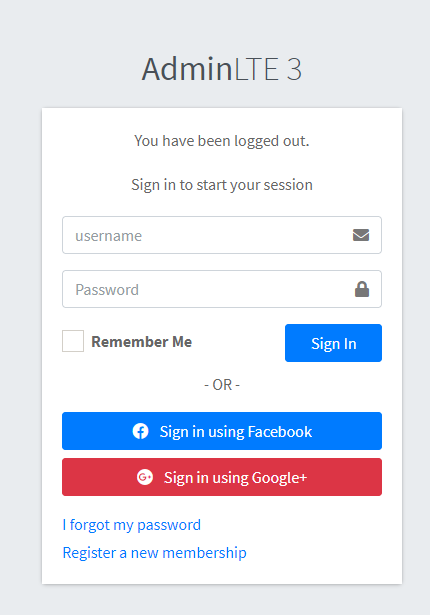 AdminLTE 3
You have been logged out.
Sign in to start your session
username
Password
Remember Me
Sign In
- OR -
Sign in using Facebook
Sign in using Google+
I forgot my password
Register a new membership